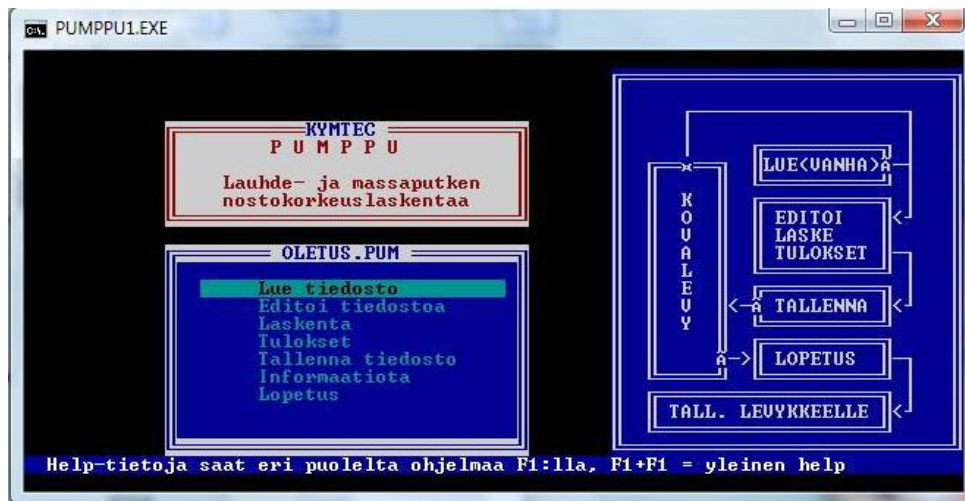 PUMPPU1.EXE
KYMTEC
P U M P P U
Lauhde- ja massaputken
nostokorkeuslaskentaa
OLETUS.PUM
Lue tiedosto
Editoi tiedostoa
Laskenta
Tulokset
Tallenna tiedosto
Informaatiota
Lopetus
KOVALEVY
LUE<VANHA>
EDITOI
LASKE
TULOKSET
TALLENNA
LOPETUS
TALL. LEVYKKEELLE
Help-tietoja saat eri puolelta ohjelmaa F1:lla, F1+F1 = yleinen help